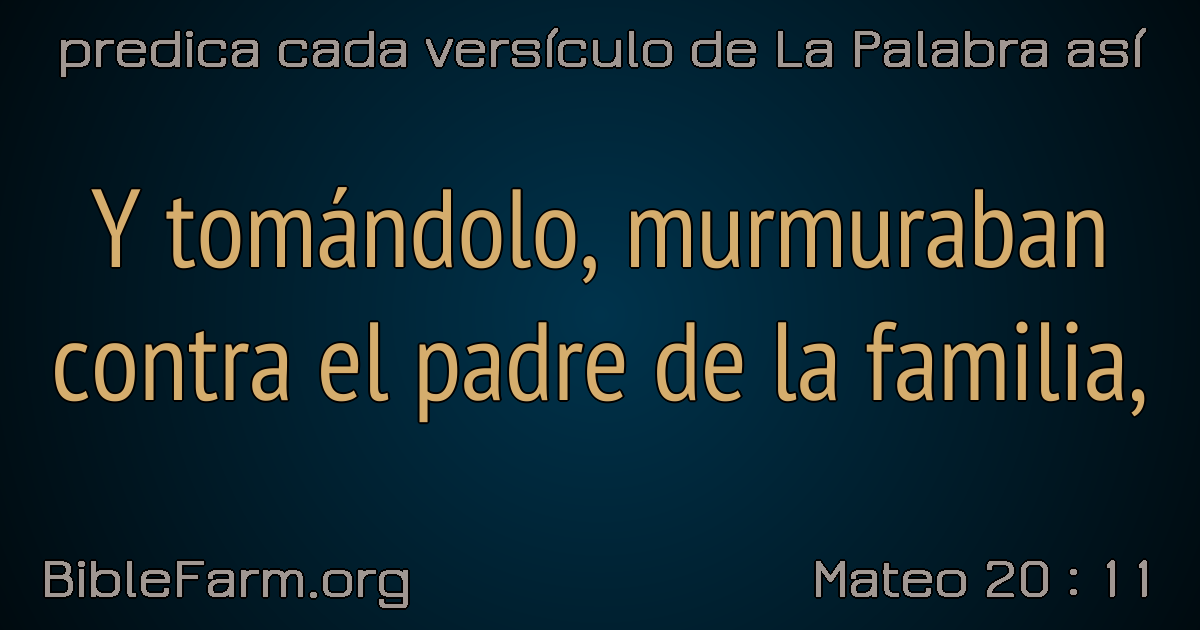 predica cada versículo de La Palabra así
Y tomándolo, murmuraban
contra el padre de la familia,
BibleFarm.org
Mateo 20 : 11